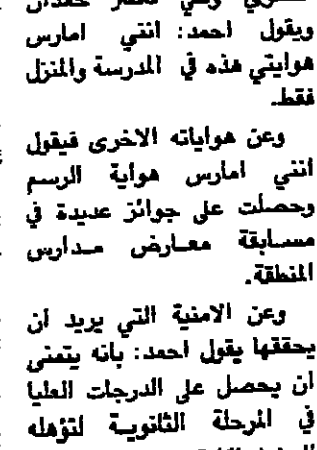 ويقول احمد: انني امارس
هوايتي هذه في المدرسة والمنزل
فقط.
وعن هواياته الاخرى فيقول
انني امارس هواية الرسم
وحصلت على جوائز عديدة في
مسابقة معارض مدارس
المنطقة.
وعن الامنية التي يريد ان
يحققها يقول احمد: بانه يتمنى
ان يحصل على الدرجات العليا
في المرحلة الثانوية لتؤهله